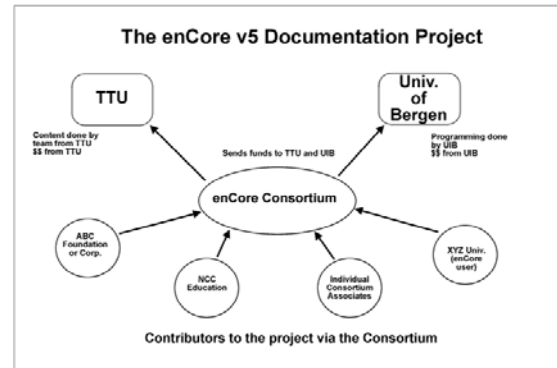 The enCore v5 Documentation Project
TTU
Univ.
of
Bergen
Content done by
team from TTU
$$ from TTU
Sends funds to TTU and UIB
Programming done
by UIB
$$ from UIB
enCore Consortium
ABC
Foundation
or Corp.
NCC
Education
Individual
Consortium
Associates
XYZ Univ.
(enCore
user)
Contributors to the project via the Consortium